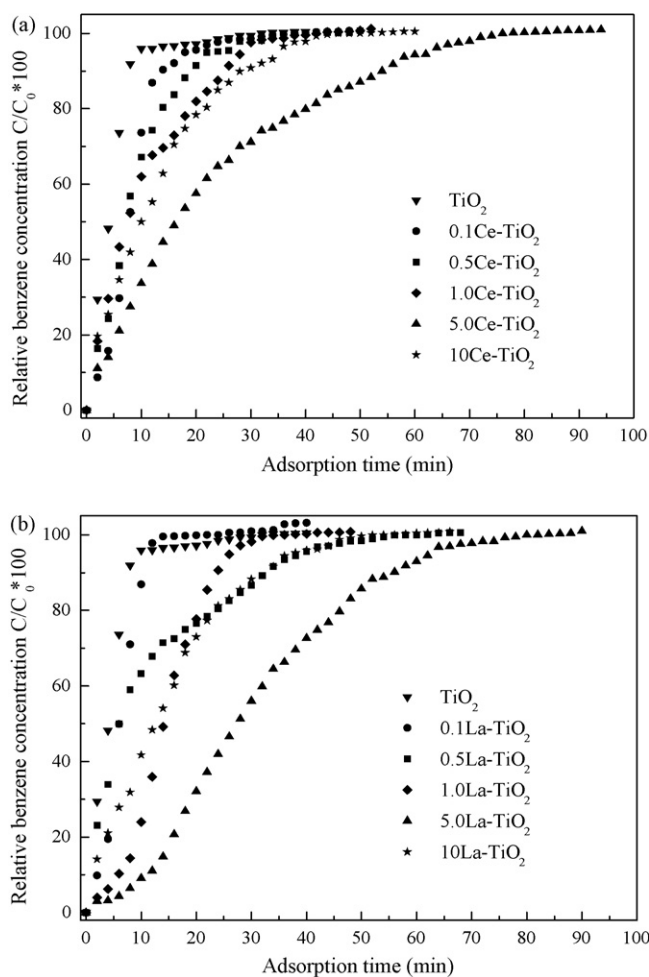 (a)
100
80
60
40
20
0
Relative benzene concentration C/C₀*100
TiO₂
0.1Ce-TiO₂
0.5Ce-TiO₂
1.0Ce-TiO₂
5.0Ce-TiO₂
10Ce-TiO₂
0 10 20 30 40 50 60 70 80 90 100
Adsorption time (min)
(b)
100
80
60
40
20
0
Relative benzene concentration C/C₀*100
TiO₂
0.1La-TiO₂
0.5La-TiO₂
1.0La-TiO₂
5.0La-TiO₂
10La-TiO₂
0 10 20 30 40 50 60 70 80 90 100
Adsorption time (min)